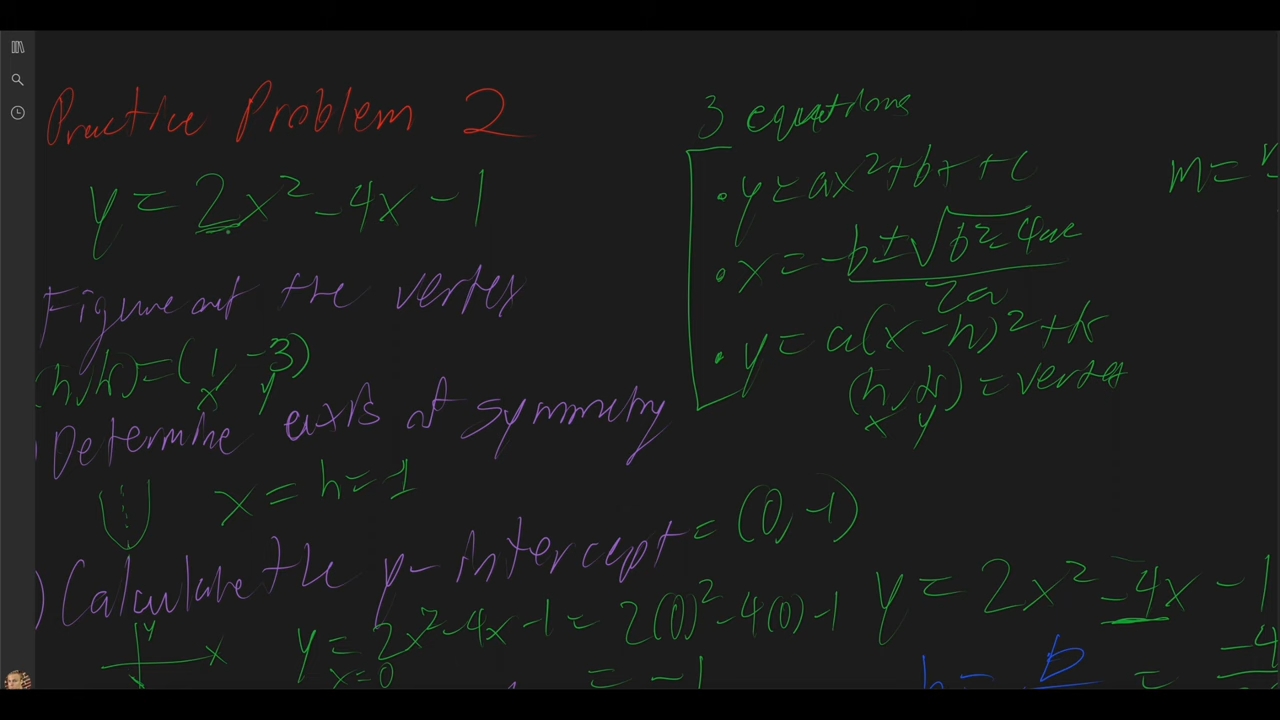 Practice Problem 2
y = 2x² - 4x - 1
Figure out the vertex
(h, k) = (1, -3)
x y
Determine axis of symmetry
x = h = 1
) Calculate the y-intercept = (0, -1)
y
x
y = 2x² - 4x - 1 = 2(0)² - 4(0) - 1
x = 0
= -1
3 equations
• y = ax² + bx + c
• x = -b ± √b² - 4ac
2a
• y = a(x - h)² + k
(h, k) = vertex
x y
m =
y = 2x² - 4x - 1
h = b = -4